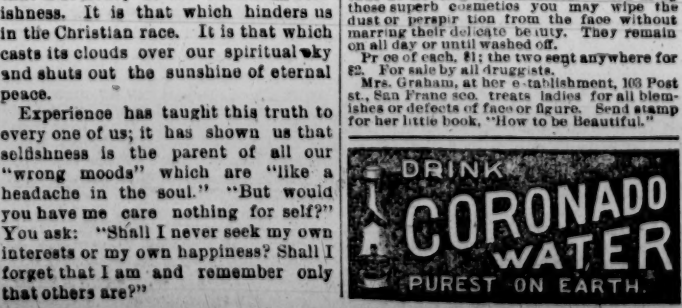 ishness. It is that which hinders us
in the Christian race. It is that which
casts its clouds over our spiritual sky
and shuts out the sunshine of eternal
peace.
Experience has taught this truth to
every one of us; it has shown us that
selfishness is the parent of all our
"wrong moods" which are "like a
headache in the soul." "But would
you have me care nothing for self?"
You ask: "Shall I never seek my own
interests or my own happiness? Shall I
forget that I am and remember only
that others are?"
those superb cosmetics you may wipe the
dust or perspir tion from the face without
marring their delicate beauty. They remain
on all day or until washed off.
Pr ce of each, $1; the two sent anywhere for
$2. For sale by all druggists.
Mrs. Graham, at her e tablishment, 103 Post
st., San Franc sco, treats ladies for all blem-
ishes or defects of face or figure. Send stamp
for her little book, "How to be Beautiful."
DRINK
CORONADO
WATER
PUREST ON EARTH.